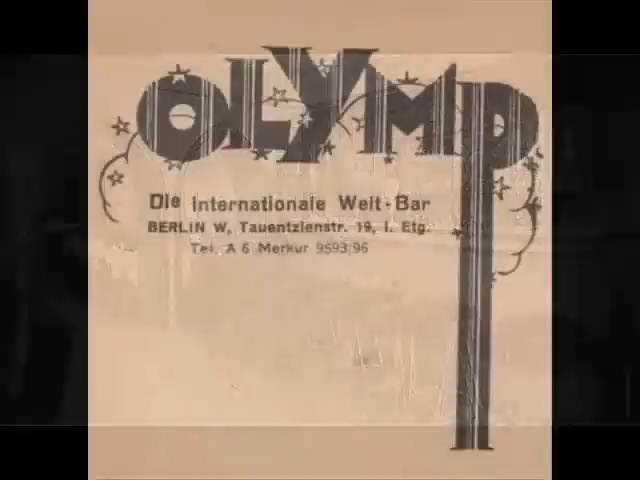 OLYMP
Die internationale Welt-Bar
BERLIN W, Tauentzienstr. 19, I. Etg.
Tel. A 6 Merkur 9593/96